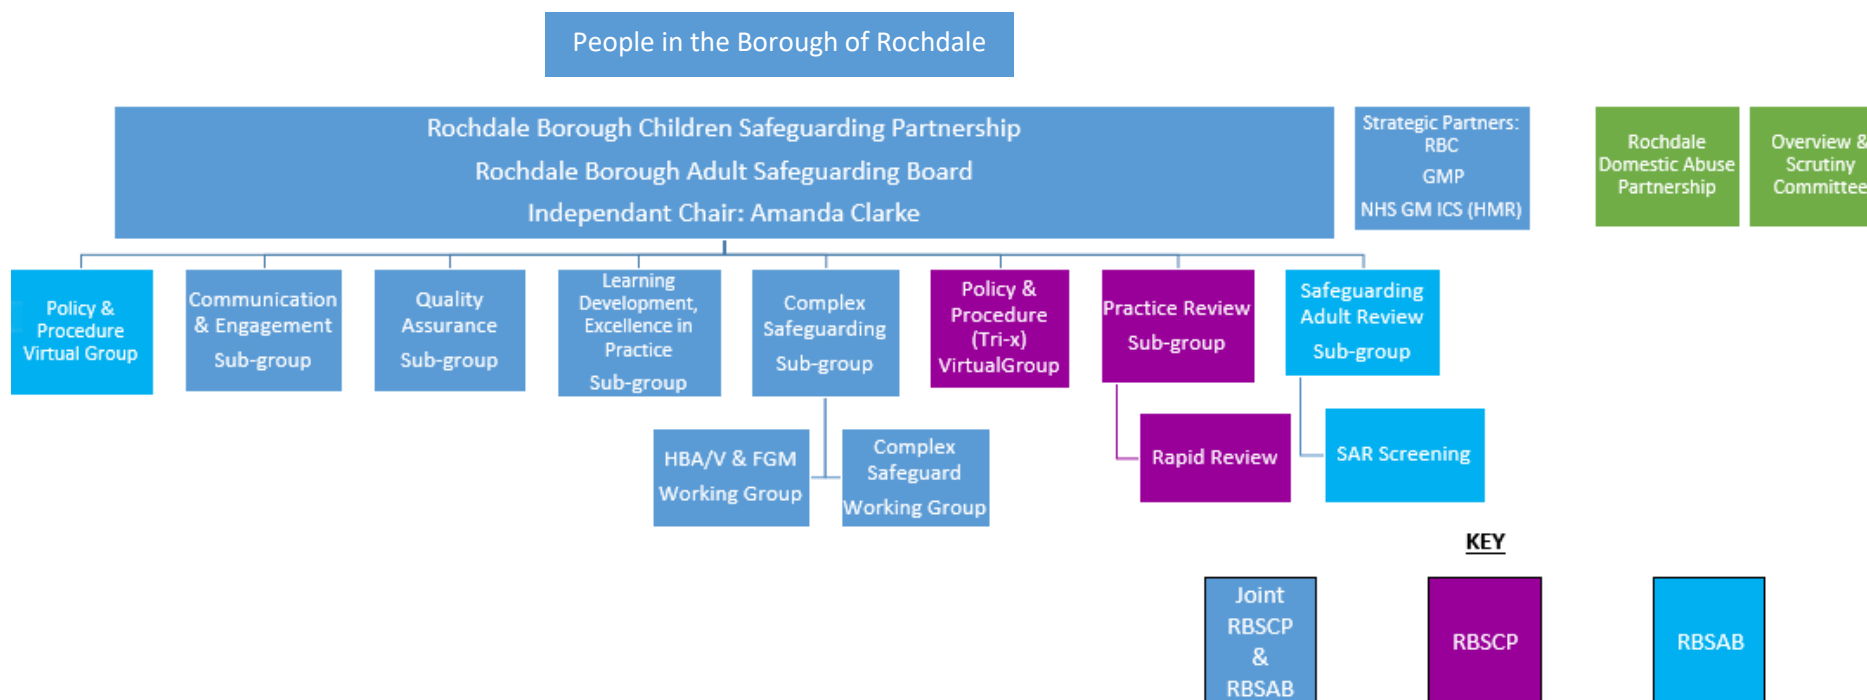 People in the Borough of Rochdale
Rochdale Borough Children Safeguarding Partnership
Rochdale Borough Adult Safeguarding Board
Independant Chair: Amanda Clarke
Strategic Partners:
RBC
GMP
NHS GM ICS (HMR)
Rochdale
Domestic Abuse
Partnership
Overview &
Scrutiny
Committee
Policy &
Procedure
Virtual Group
Communication
& Engagement
Sub-group
Quality
Assurance
Sub-group
Learning
Development,
Excellence in
Practice
Sub-group
Complex
Safeguarding
Sub-group
Policy &
Procedure
(Tri-x)
VirtualGroup
Practice Review
Sub-group
Safeguarding
Adult Review
Sub-group
HBA/V & FGM
Working Group
Complex
Safeguard
Working Group
Rapid Review
SAR Screening
KEY
Joint
RBSCP
&
RBSAB
RBSCP
RBSAB